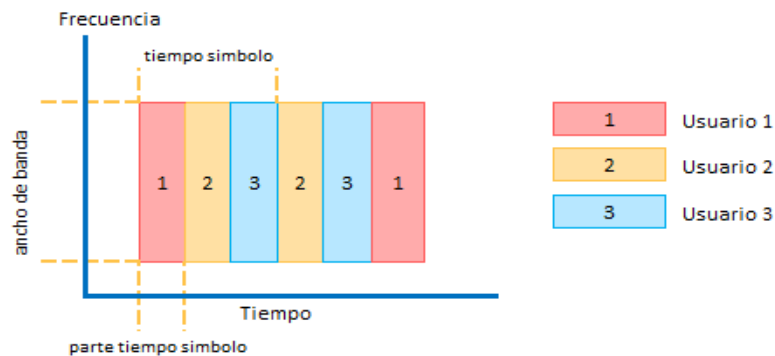 Frecuencia
tiempo simbolo
ancho de banda
1 2 3 2 3 1
Tiempo
parte tiempo simbolo
1 Usuario 1
2 Usuario 2
3 Usuario 3